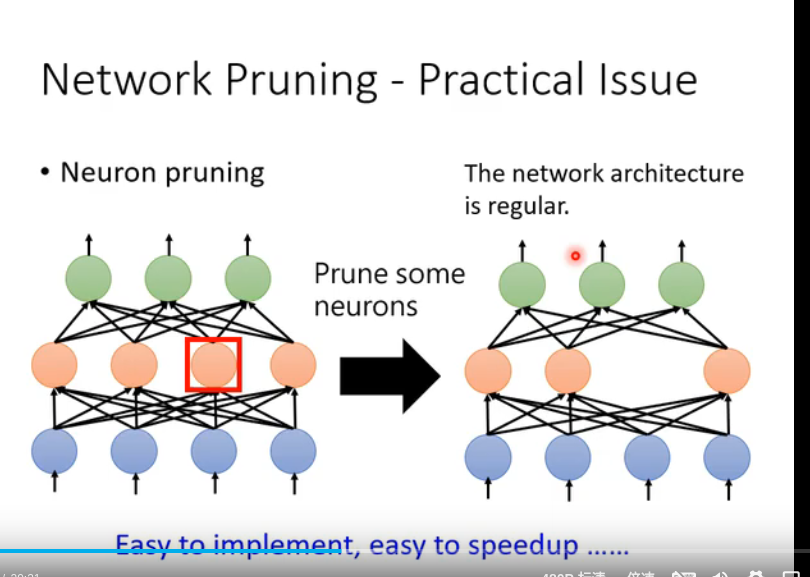 Network Pruning - Practical Issue
• Neuron pruning
The network architecture
is regular.
Prune some
neurons
Easy to implement, easy to speedup ......